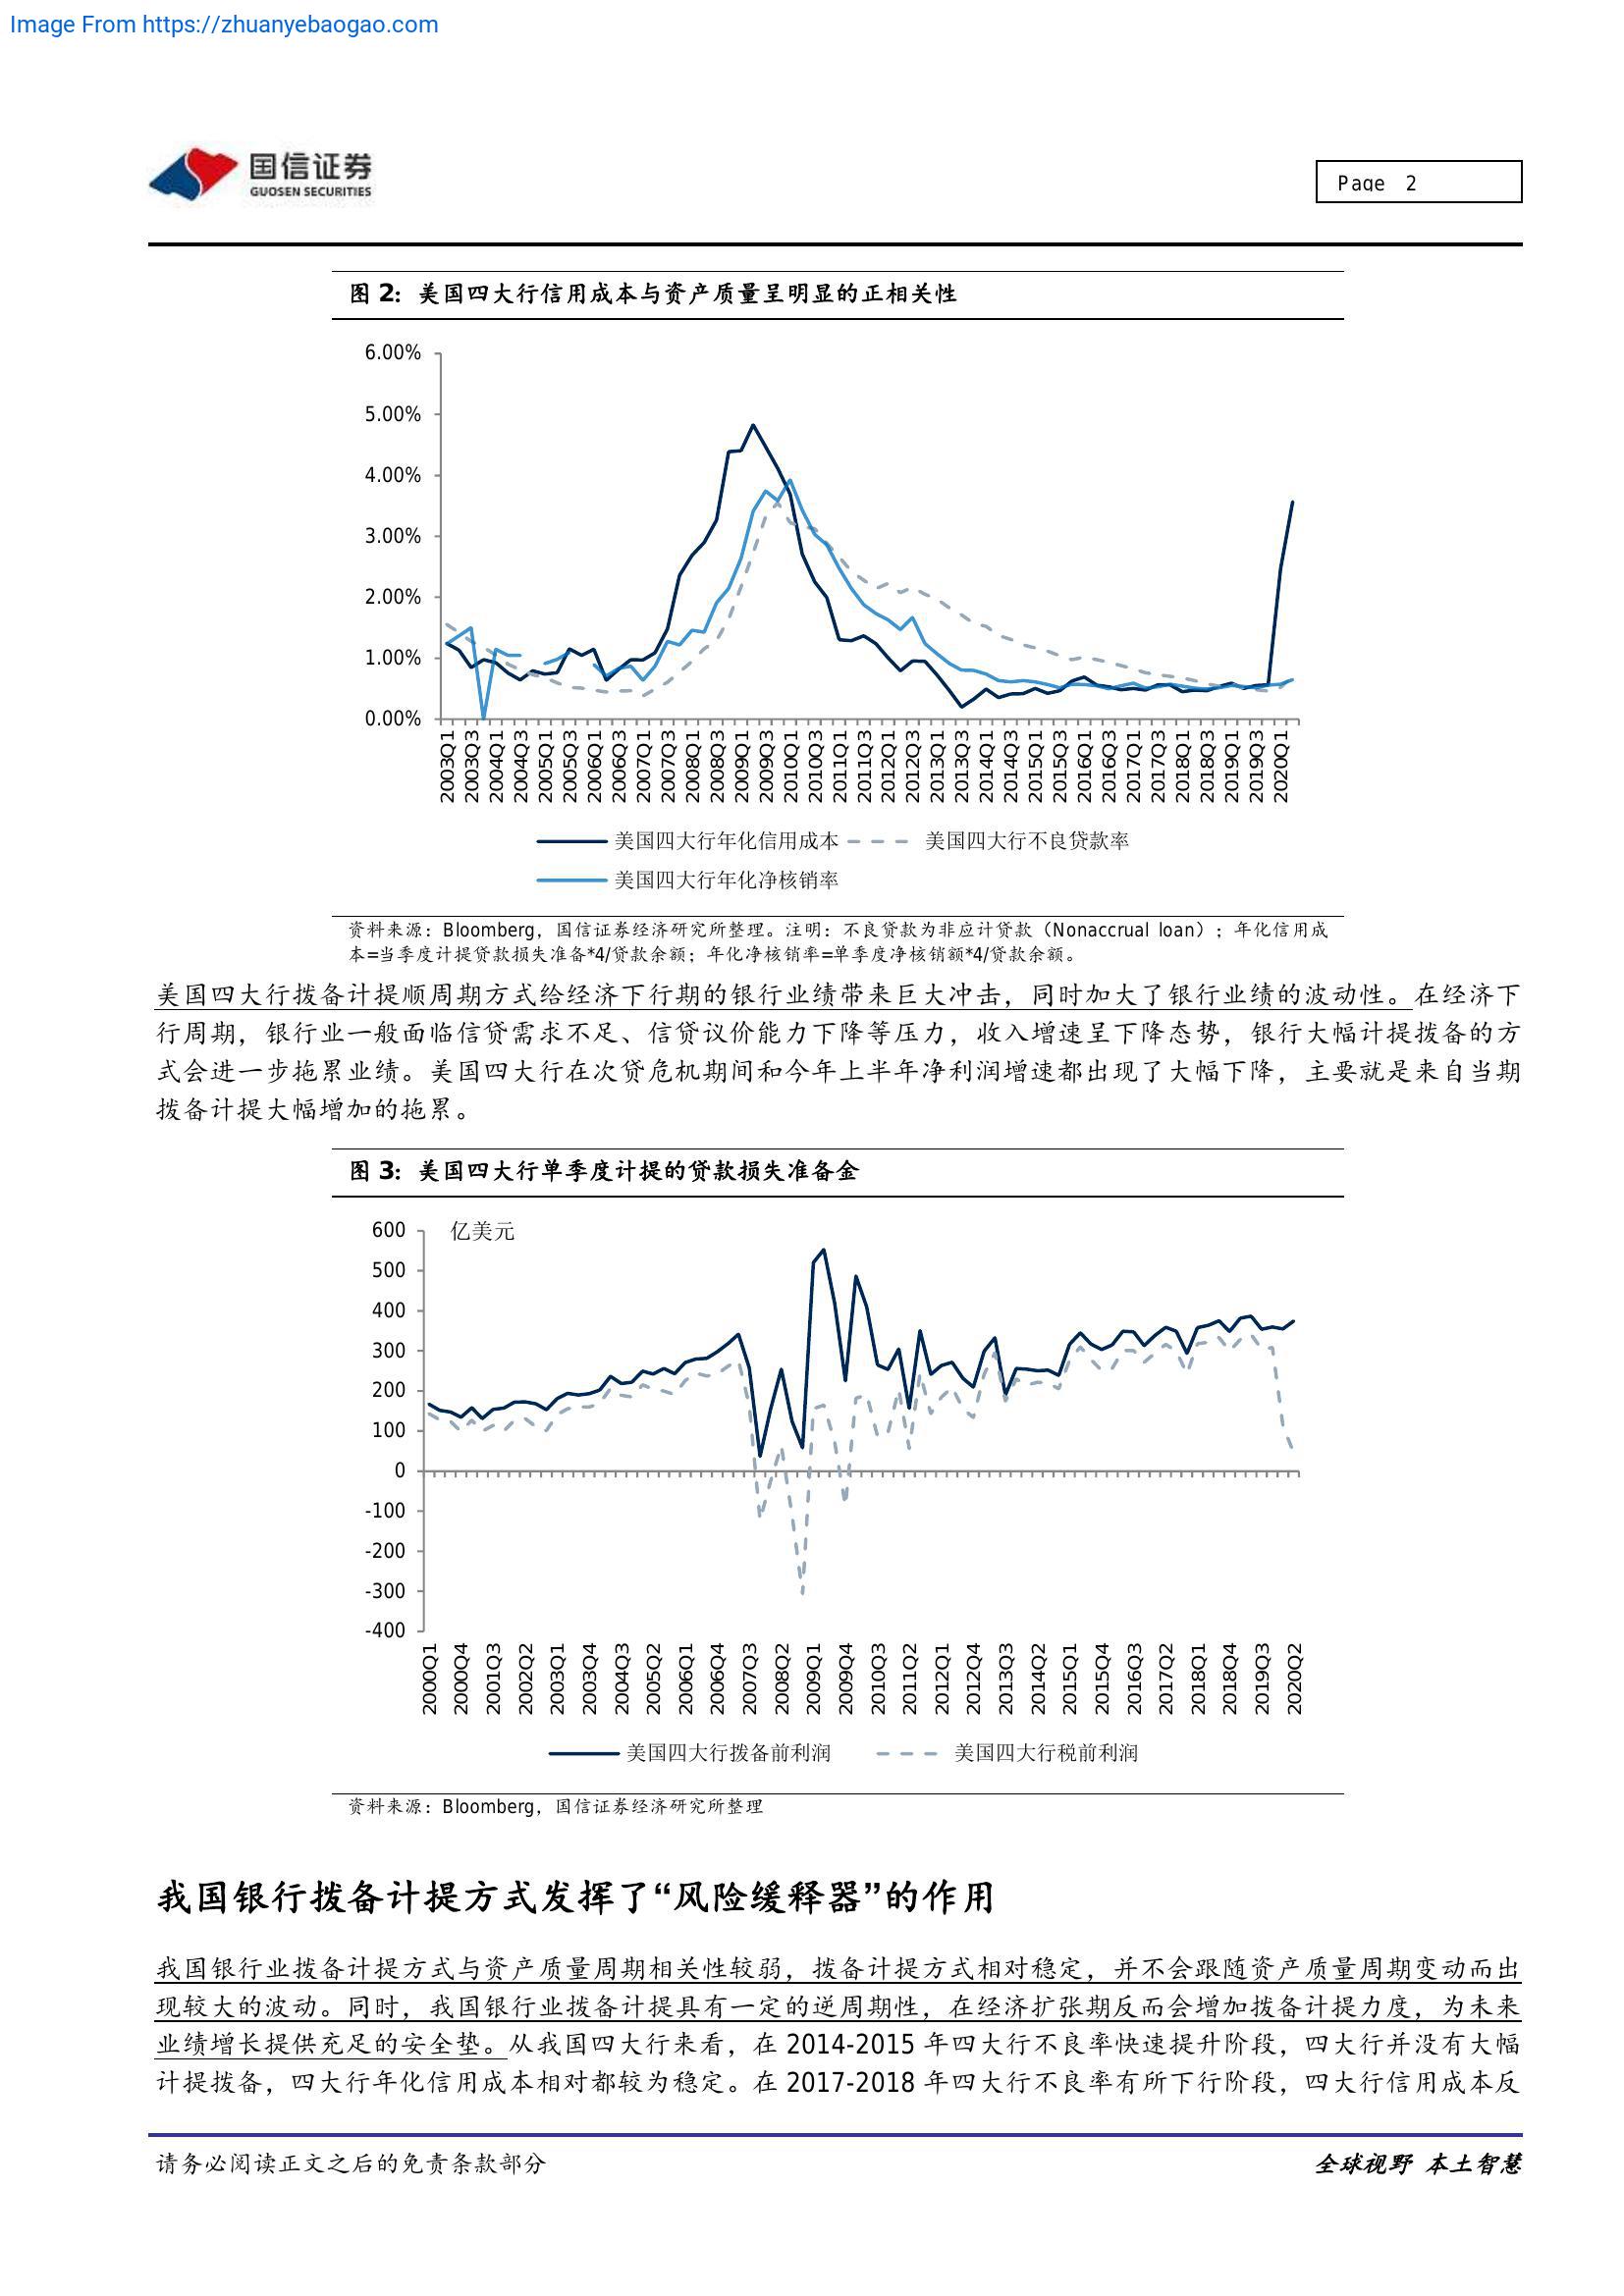 Image From https://zhuanyebaogao.com
国信证券
GUOSEN SECURITIES
Page 2
图 2：美国四大行信用成本与资产质量呈明显的正相关性
6.00%
5.00%
4.00%
3.00%
2.00%
1.00%
0.00%
2003Q1 2003Q3 2004Q1 2004Q3 2005Q1 2005Q3 2006Q1 2006Q3 2007Q1 2007Q3 2008Q1 2008Q3 2009Q1 2009Q3 2010Q1 2010Q3 2011Q1 2011Q3 2012Q1 2012Q3 2013Q1 2013Q3 2014Q1 2014Q3 2015Q1 2015Q3 2016Q1 2016Q3 2017Q1 2017Q3 2018Q1 2018Q3 2019Q1 2019Q3 2020Q1
美国四大行年化信用成本 美国四大行不良贷款率
美国四大行年化净核销率
资料来源：Bloomberg，国信证券经济研究所整理。注明：不良贷款为非应计贷款（Nonaccrual loan）；年化信用成
本=当季度计提贷款损失准备*4/贷款余额；年化净核销率=单季度净核销额*4/贷款余额。
美国四大行拨备计提顺周期方式给经济下行期的银行业绩带来巨大冲击，同时加大了银行业绩的波动性。在经济下
行周期，银行业一般面临信贷需求不足、信贷议价能力下降等压力，收入增速呈下降态势，银行大幅计提拨备的方
式会进一步拖累业绩。美国四大行在次贷危机期间和今年上半年净利润增速都出现了大幅下降，主要就是来自当期
拨备计提大幅增加的拖累。
图 3：美国四大行单季度计提的贷款损失准备金
亿美元
600
500
400
300
200
100
0
-100
-200
-300
-400
2000Q1 2000Q4 2001Q3 2002Q2 2003Q1 2003Q4 2004Q3 2005Q2 2006Q1 2006Q4 2007Q3 2008Q2 2009Q1 2009Q4 2010Q3 2011Q2 2012Q1 2012Q4 2013Q3 2014Q2 2015Q1 2015Q4 2016Q3 2017Q2 2018Q1 2018Q4 2019Q3 2020Q2
美国四大行拨备前利润 美国四大行税前利润
资料来源：Bloomberg，国信证券经济研究所整理
我国银行拨备计提方式发挥了“风险缓释器”的作用
我国银行业拨备计提方式与资产质量周期相关性较弱，拨备计提方式相对稳定，并不会跟随资产质量周期变动而出
现较大的波动。同时，我国银行业拨备计提具有一定的逆周期性，在经济扩张期反而会增加拨备计提力度，为未来
业绩增长提供充足的安全垫。从我国四大行来看，在 2014-2015 年四大行不良率快速提升阶段，四大行并没有大幅
计提拨备，四大行年化信用成本相对都较为稳定。在 2017-2018 年四大行不良率有所下行阶段，四大行信用成本反
请务必阅读正文之后的免责条款部分
全球视野 本土智慧